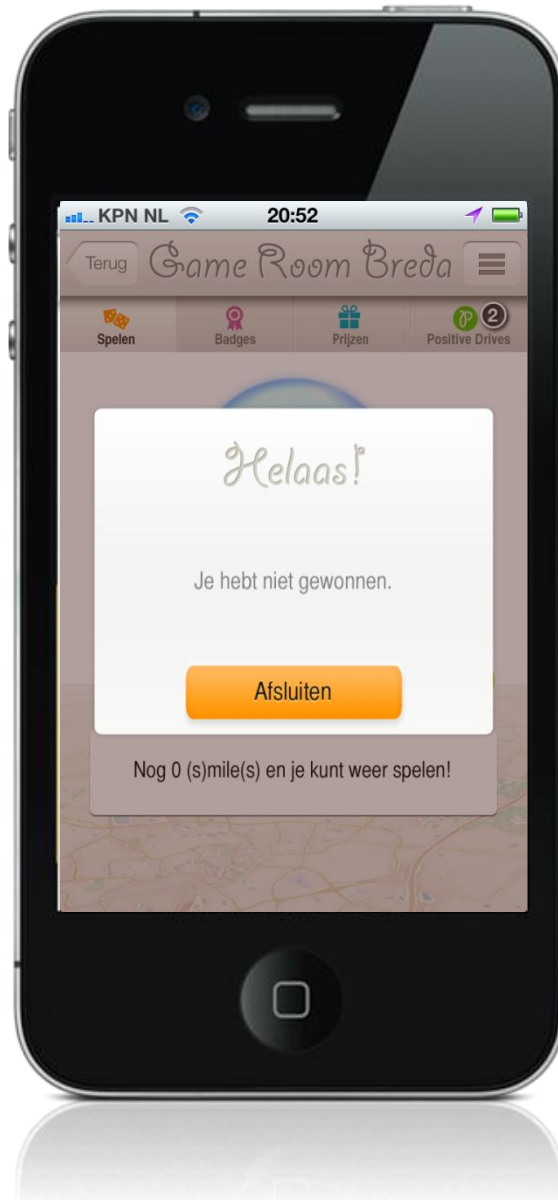 KPN NL 20:52
Terug Game Room Breda
2
Spelen Badges Prijzen Positive Drives
Helaas!
Je hebt niet gewonnen.
Afsluiten
Nog 0 (s)mile(s) en je kunt weer spelen!